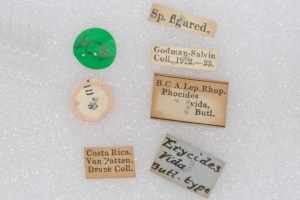 Sp. figured.
Godman-Salvin
Coll. 1912.—23.
B.C.A. Lep. Rhop.
Phocides
vida,
Butl.
Costa Rica.
Van Patten.
Druce Coll.
Erycides
Vida
Butl. type